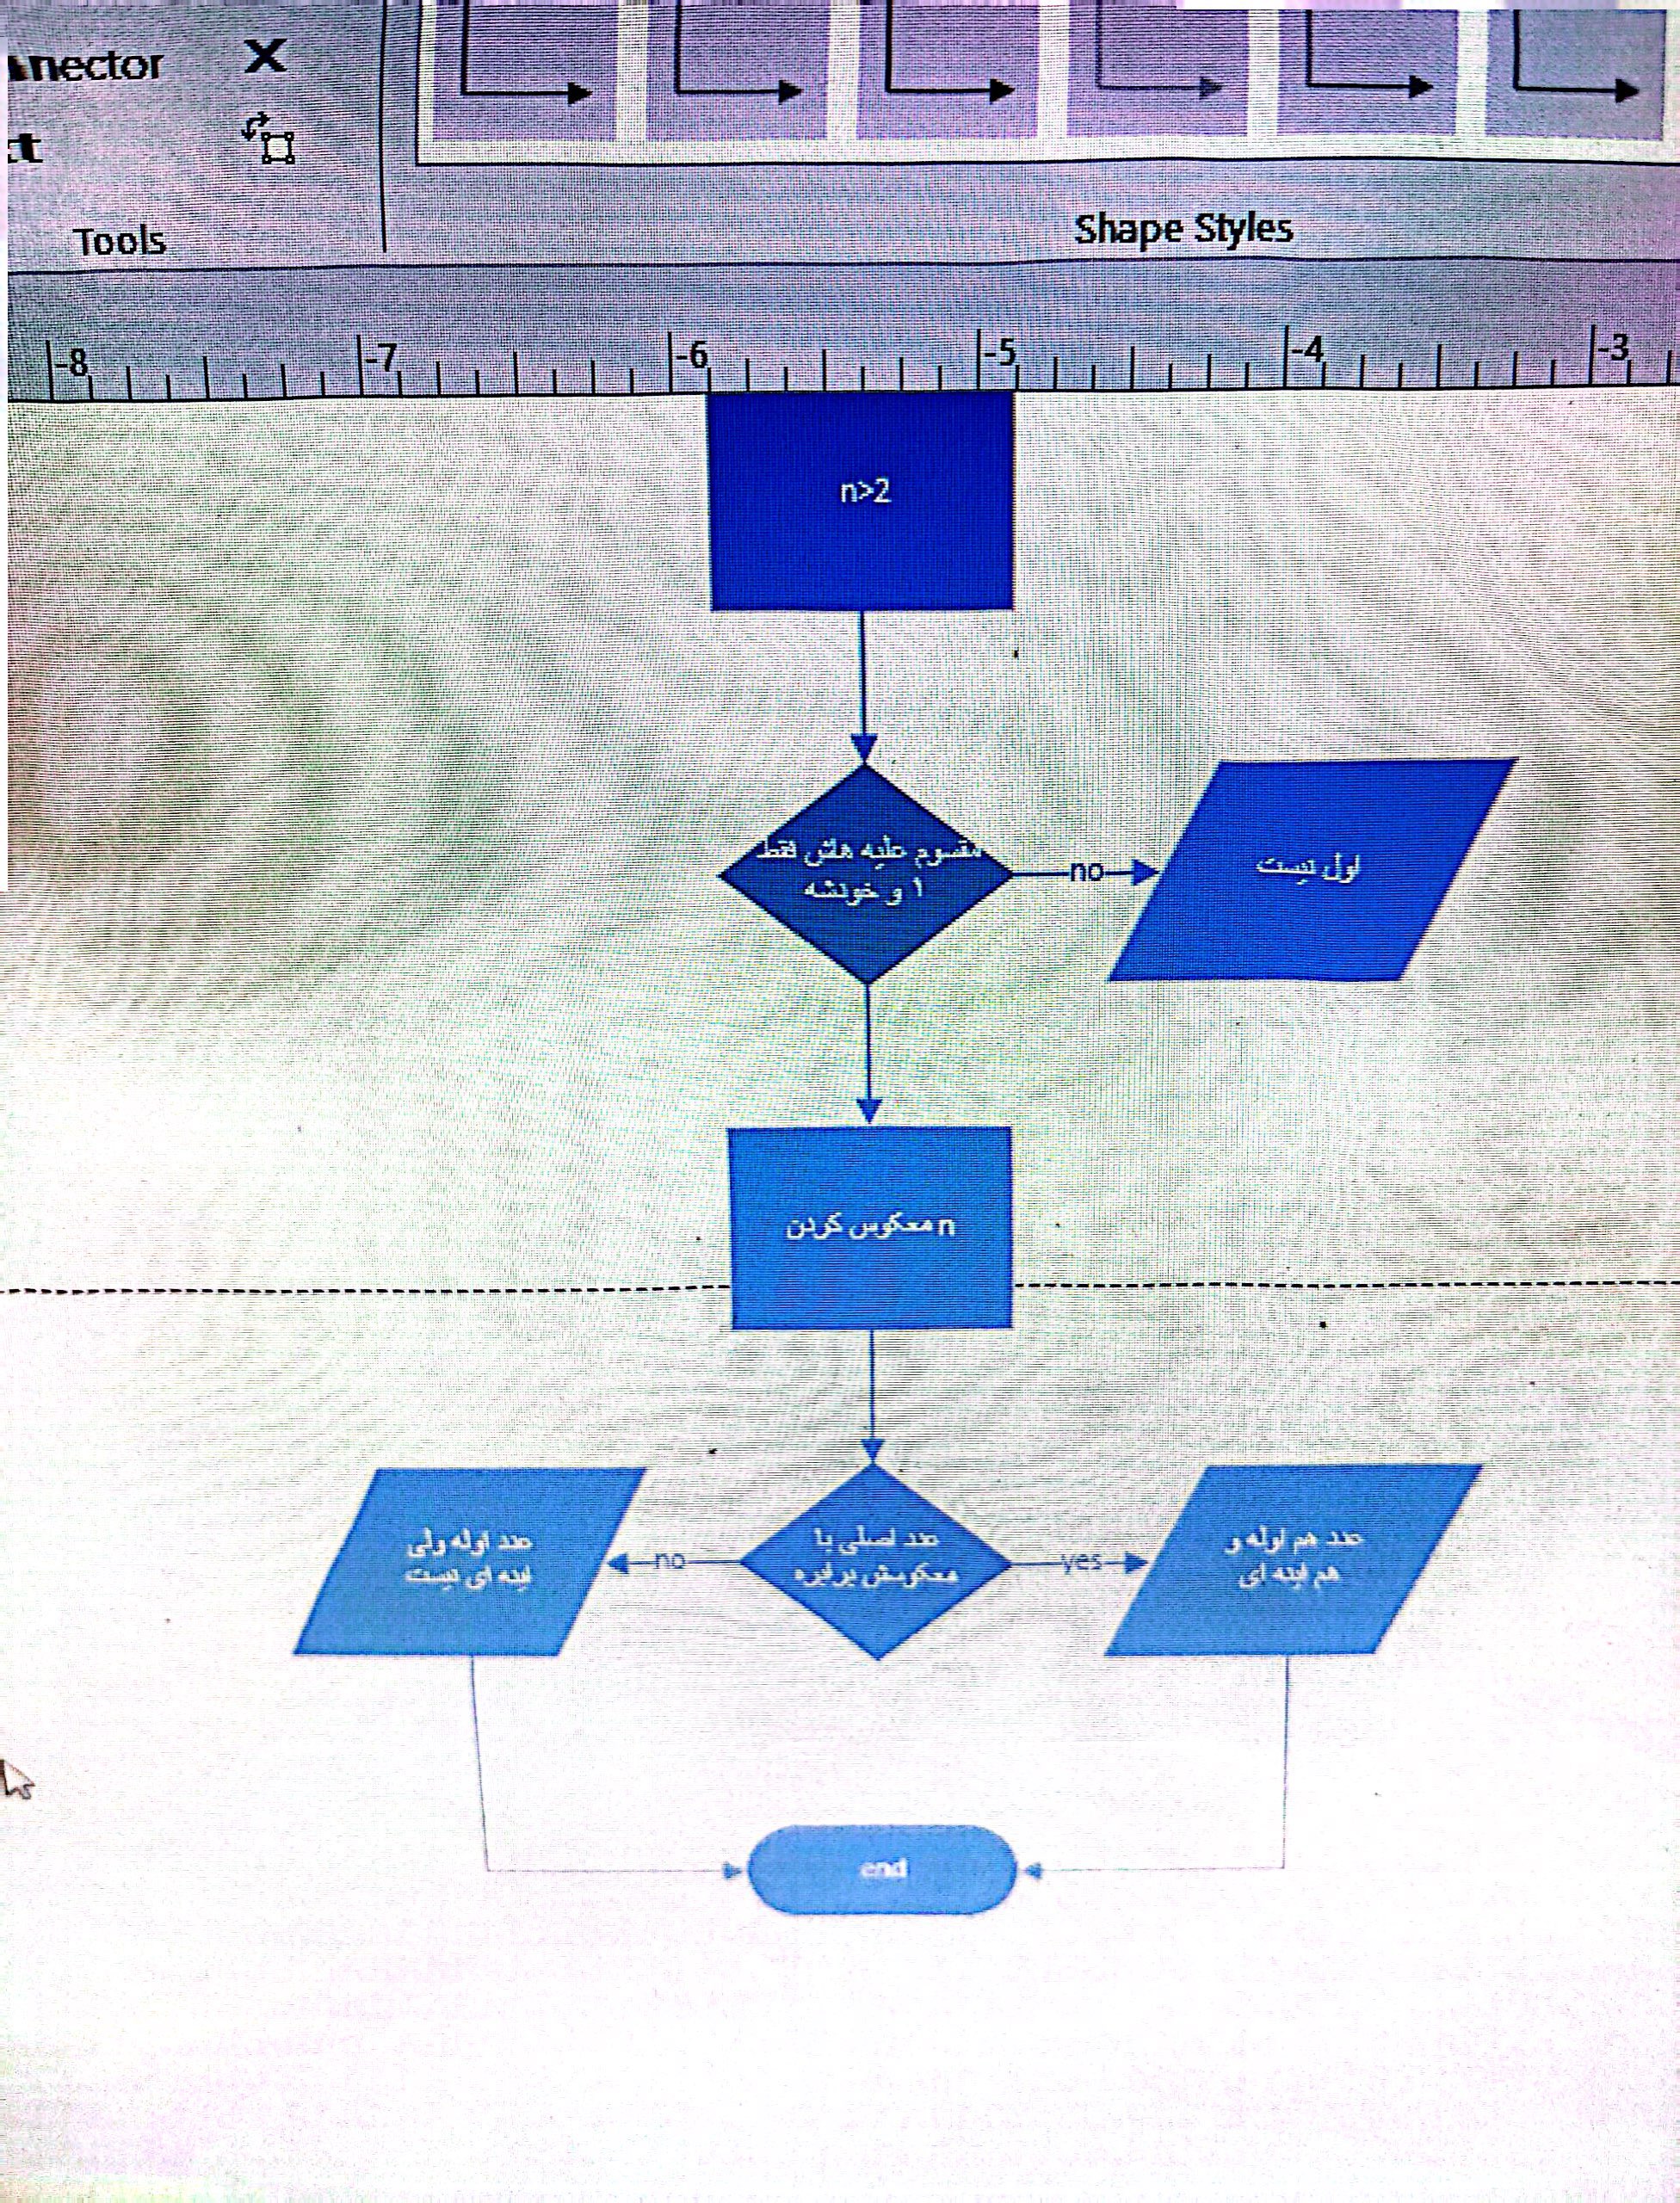 nector
X
ct
Tools
Shape Styles
-8 -7 -6 -5 -4 -3
n>2
مقسوم علیه هاش فقط
۱ و خودشه
no
اول نیست
n معکوس کردن
عدد اوله ولی
اینه ای نیست
no
عدد اصلی با
معکوسش برابره
yes
عدد هم اوله و
هم اینه ای
end